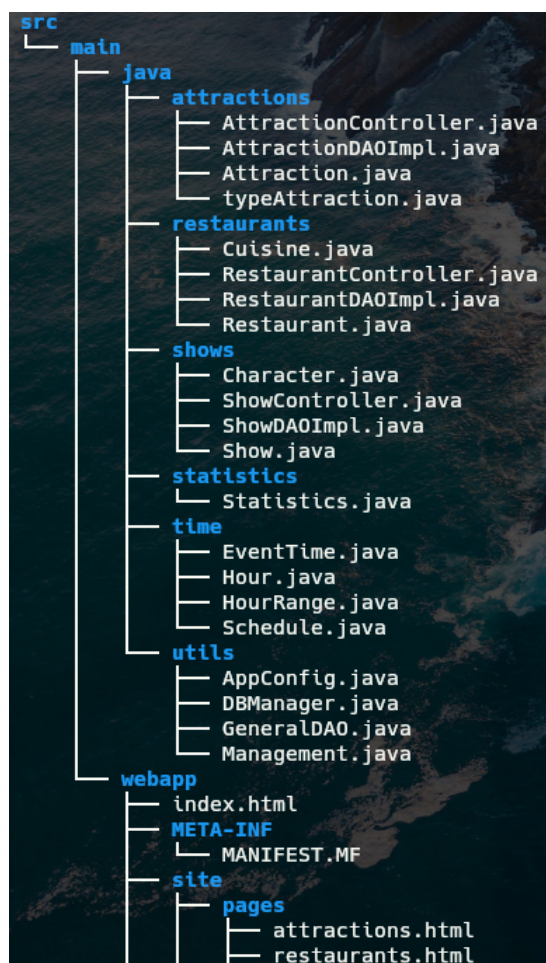 src
main
java
attractions
AttractionController.java
AttractionDAOImpl.java
Attraction.java
typeAttraction.java
restaurants
Cuisine.java
RestaurantController.java
RestaurantDAOImpl.java
Restaurant.java
shows
Character.java
ShowController.java
ShowDAOImpl.java
Show.java
statistics
Statistics.java
time
EventTime.java
Hour.java
HourRange.java
Schedule.java
utils
AppConfig.java
DBManager.java
GeneralDAO.java
Management.java
webapp
index.html
META-INF
MANIFEST.MF
site
pages
attractions.html
restaurants.html